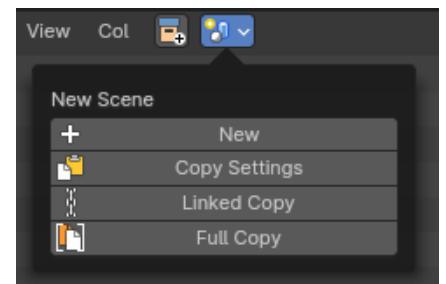 View Col
New Scene
New
Copy Settings
Linked Copy
Full Copy